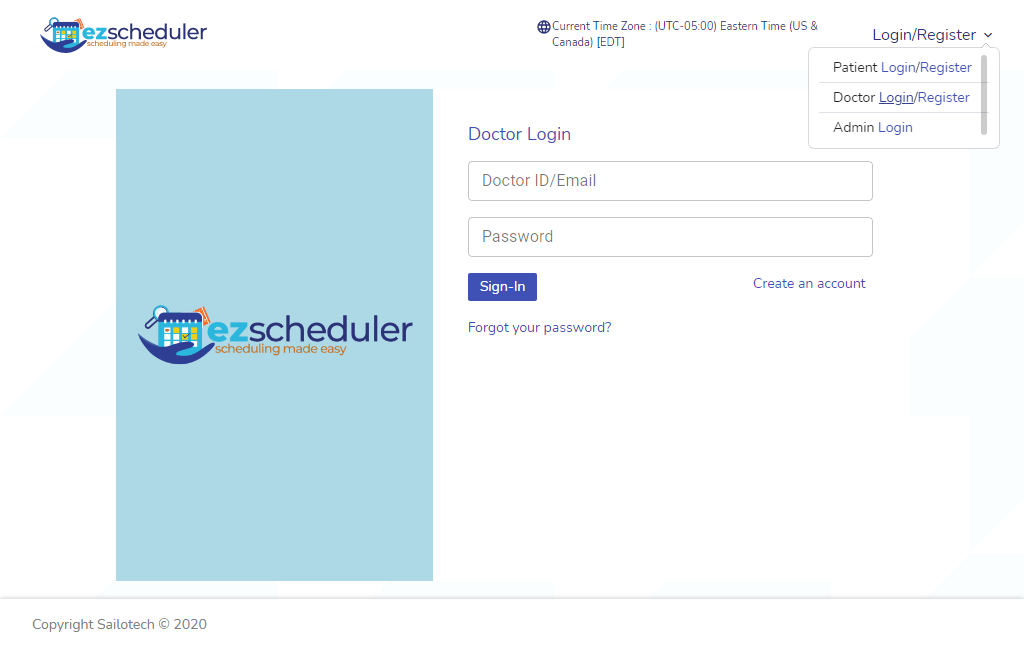 ezscheduler
scheduling made easy
Current Time Zone : (UTC-05:00) Eastern Time (US &
Canada) [EDT]
Login/Register
Patient Login/Register
Doctor Login/Register
Admin Login
Doctor Login
Doctor ID/Email
Password
Sign-In
Create an account
Forgot your password?
ezscheduler
scheduling made easy
Copyright Sailotech © 2020